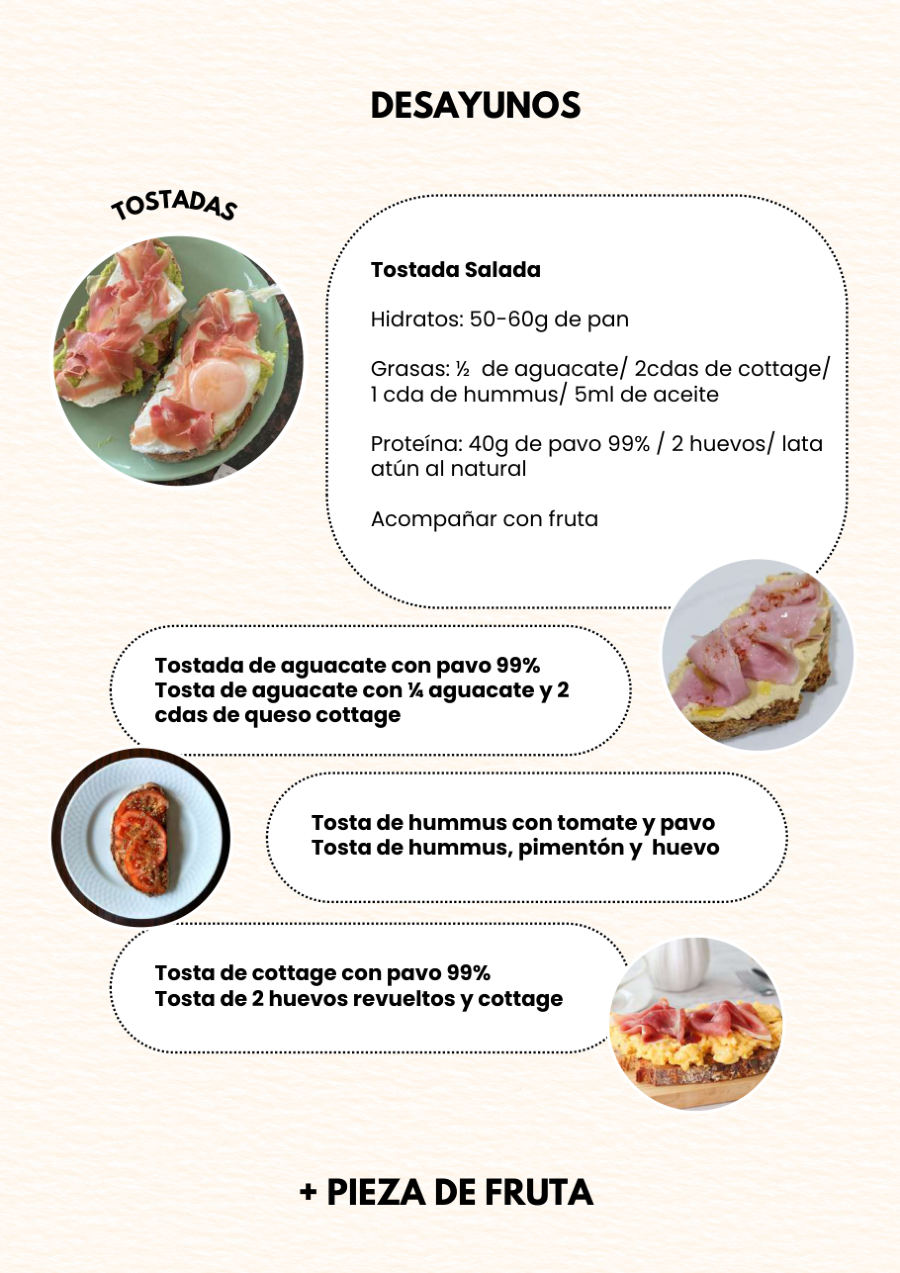 DESAYUNOS
TOSTADAS
Tostada Salada
Hidratos: 50-60g de pan
Grasas: ½ de aguacate/ 2cdas de cottage/
1 cda de hummus/ 5ml de aceite
Proteína: 40g de pavo 99% / 2 huevos/ lata
atún al natural
Acompañar con fruta
Tostada de aguacate con pavo 99%
Tosta de aguacate con ¼ aguacate y 2
cdas de queso cottage
Tosta de hummus con tomate y pavo
Tosta de hummus, pimentón y huevo
Tosta de cottage con pavo 99%
Tosta de 2 huevos revueltos y cottage
+ PIEZA DE FRUTA